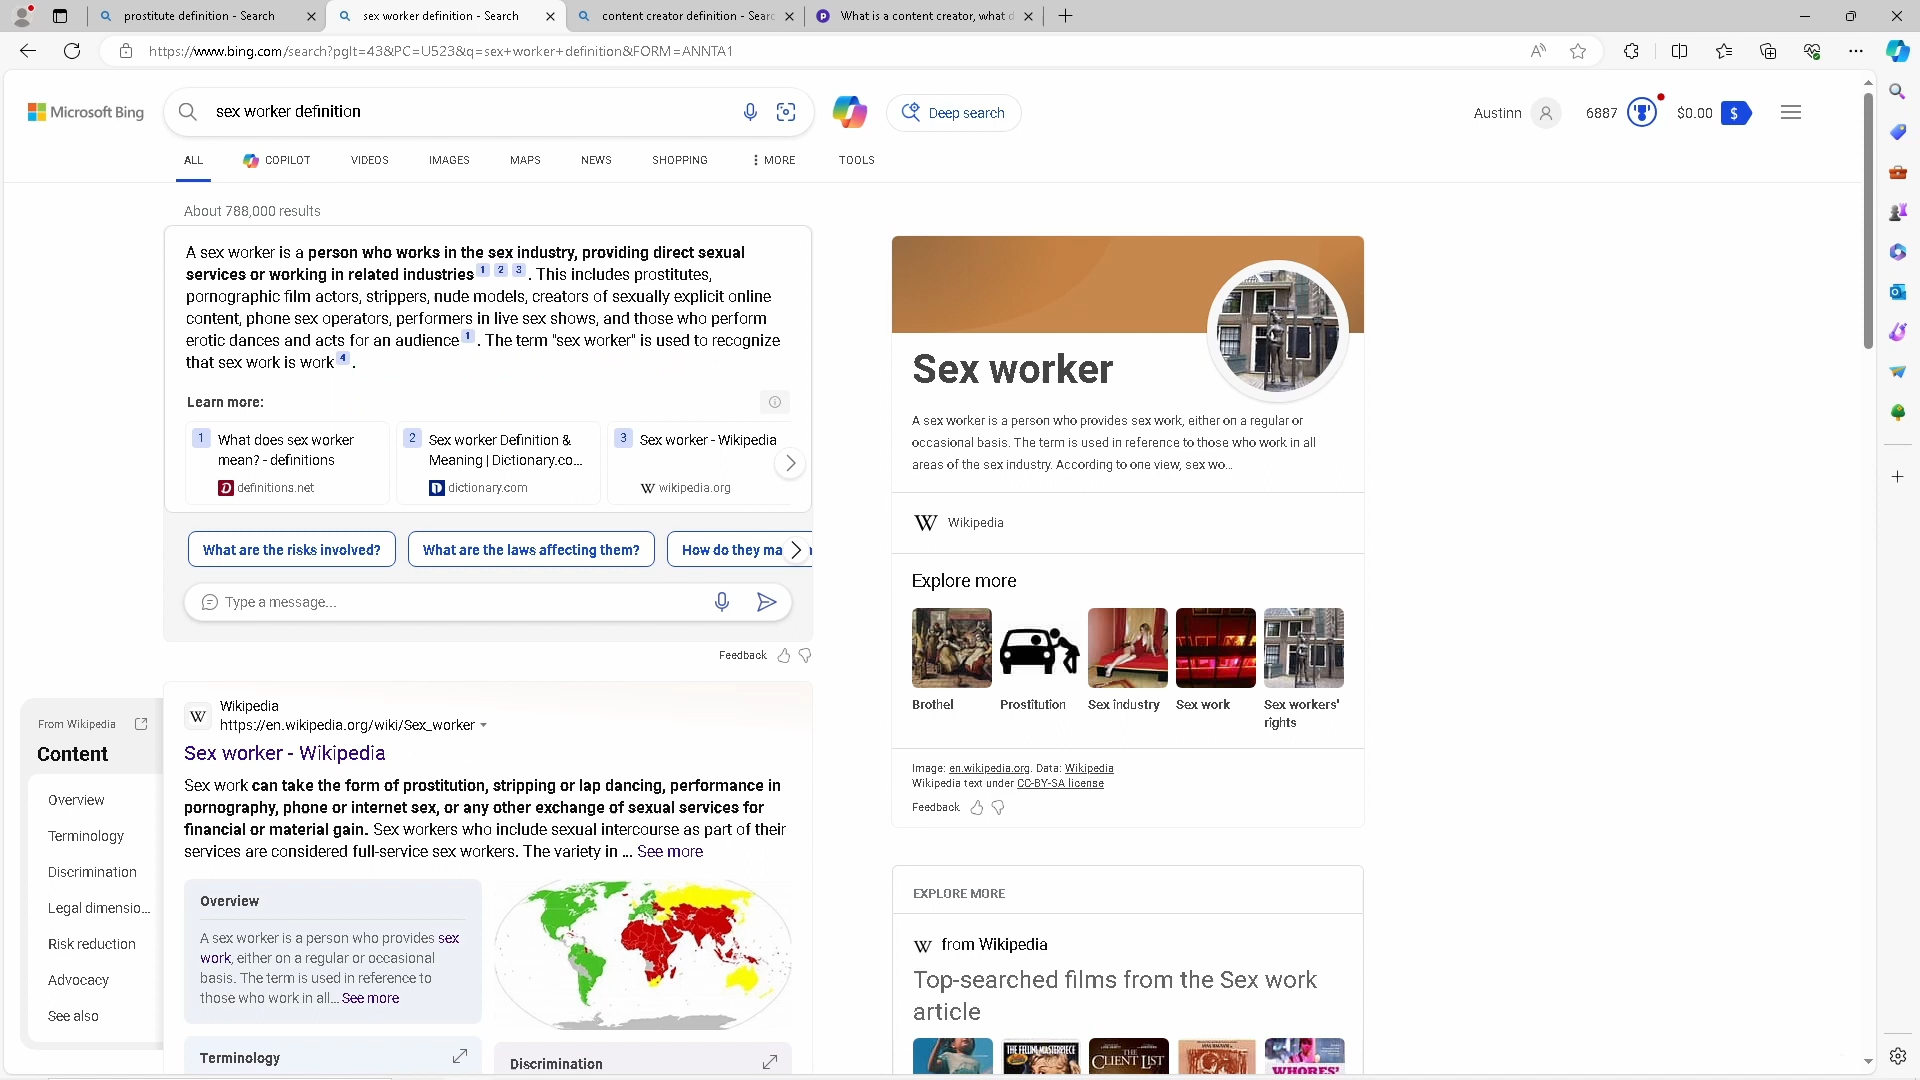 prostitute definition - Search
sex worker definition - Search
content creator definition - Searc
What is a content creator, what d
https://www.bing.com/search?pglt=43&PC=U523&q=sex+worker+definition&FORM=ANNTA1
Microsoft Bing
sex worker definition
Deep search
Austinn
6887
$0.00
$
ALL
COPILOT
VIDEOS
IMAGES
MAPS
NEWS
SHOPPING
MORE
TOOLS
About 788,000 results
A sex worker is a person who works in the sex industry, providing direct sexual
services or working in related industries 1 2 3 . This includes prostitutes,
pornographic film actors, strippers, nude models, creators of sexually explicit online
content, phone sex operators, performers in live sex shows, and those who perform
erotic dances and acts for an audience 1 . The term "sex worker" is used to recognize
that sex work is work 4 .
Learn more:
1 What does sex worker
mean? - definitions
definitions.net
2 Sex worker Definition &
Meaning | Dictionary.co...
dictionary.com
3 Sex worker - Wikipedia
W wikipedia.org
What are the risks involved?
What are the laws affecting them?
How do they ma
Type a message...
Feedback
From Wikipedia
Content
Overview
Terminology
Discrimination
Legal dimensio...
Risk reduction
Advocacy
See also
W
Wikipedia
https://en.wikipedia.org/wiki/Sex_worker
Sex worker - Wikipedia
Sex work can take the form of prostitution, stripping or lap dancing, performance in
pornography, phone or internet sex, or any other exchange of sexual services for
financial or material gain. Sex workers who include sexual intercourse as part of their
services are considered full-service sex workers. The variety in ... See more
Overview
A sex worker is a person who provides sex
work, either on a regular or occasional
basis. The term is used in reference to
those who work in all... See more
Terminology
Discrimination
Sex worker
A sex worker is a person who provides sex work, either on a regular or
occasional basis. The term is used in reference to those who work in all
areas of the sex industry. According to one view, sex wo...
W Wikipedia
Explore more
Brothel
Prostitution
Sex industry
Sex work
Sex workers'
rights
Image: en.wikipedia.org. Data: Wikipedia
Wikipedia text under CC-BY-SA license
Feedback
EXPLORE MORE
W from Wikipedia
Top-searched films from the Sex work
article
THE FELLINI MASTERPIECE
THE
CLIENT LIST
WHORES'